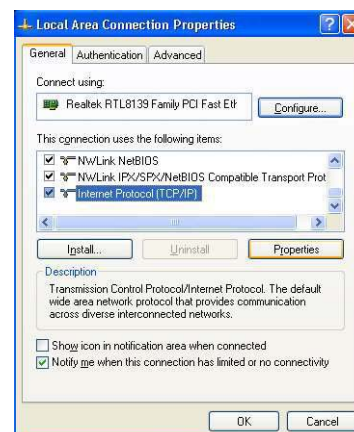 Local Area Connection Properties
General Authentication Advanced
Connect using:
Realtek RTL8139 Family PCI Fast Eth
Configure...
This connection uses the following items:
NWLink NetBIOS
NWLink IPX/SPX/NetBIOS Compatible Transport Prot
Internet Protocol (TCP/IP)
Install... Uninstall Properties
Description
Transmission Control Protocol/Internet Protocol. The default
wide area network protocol that provides communication
across diverse interconnected networks.
Show icon in notification area when connected
Notify me when this connection has limited or no connectivity
OK Cancel